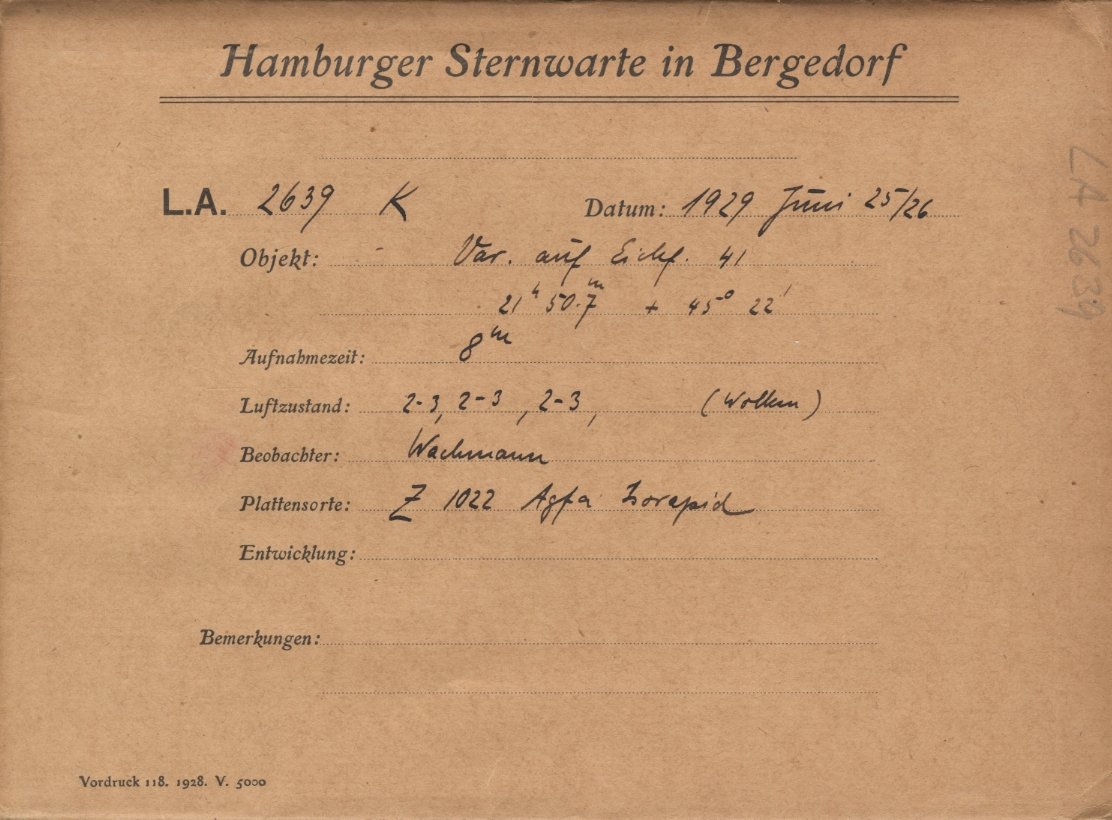 Hamburger Sternwarte in Bergedorf
L.A. 2639 K Datum: 1929 Juni 25/26
Objekt: Var. auf Eichf. 41
21ʰ 50.7ᵐ + 45° 22'
Aufnahmezeit: 8ᵐ
Luftzustand: 2-3, 2-3, 2-3, (Wolken)
Beobachter: Wachmann
Plattensorte: Z 1022 Agfa Isorapid
Entwicklung:
Bemerkungen:
Vordruck 118. 1928. V. 5000
LA 2639